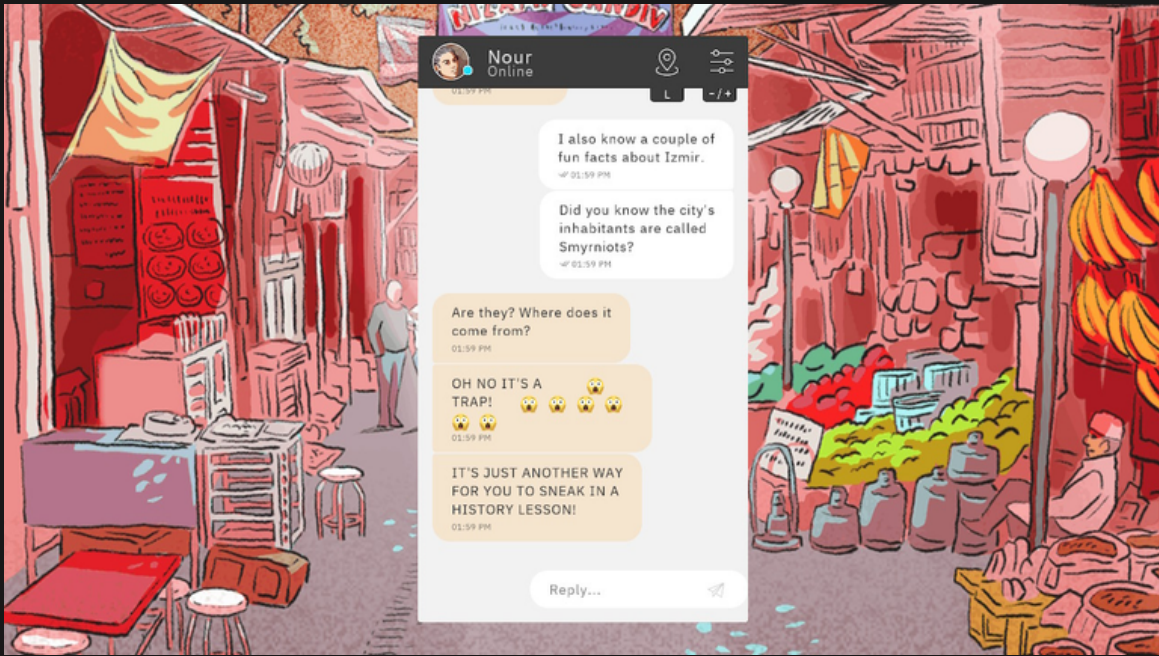 Nour
Online
L
-/+
01:59 PM
I also know a couple of
fun facts about Izmir.
01:59 PM
Did you know the city's
inhabitants are called
Smyrniots?
01:59 PM
Are they? Where does it
come from?
01:59 PM
OH NO IT'S A
TRAP! 😱 😱 😱 😱 😱
😱 😱
01:59 PM
IT'S JUST ANOTHER WAY
FOR YOU TO SNEAK IN A
HISTORY LESSON!
01:59 PM
Reply...